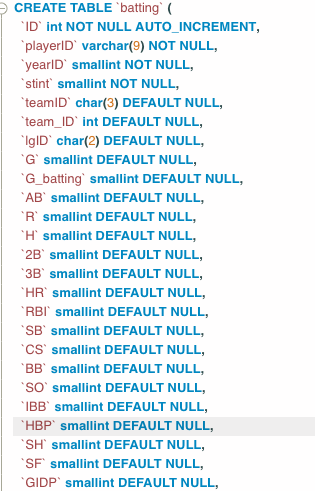 CREATE TABLE `batting` (
`ID` int NOT NULL AUTO_INCREMENT,
`playerID` varchar(9) NOT NULL,
`yearID` smallint NOT NULL,
`stint` smallint NOT NULL,
`teamID` char(3) DEFAULT NULL,
`team_ID` int DEFAULT NULL,
`lgID` char(2) DEFAULT NULL,
`G` smallint DEFAULT NULL,
`G_batting` smallint DEFAULT NULL,
`AB` smallint DEFAULT NULL,
`R` smallint DEFAULT NULL,
`H` smallint DEFAULT NULL,
`2B` smallint DEFAULT NULL,
`3B` smallint DEFAULT NULL,
`HR` smallint DEFAULT NULL,
`RBI` smallint DEFAULT NULL,
`SB` smallint DEFAULT NULL,
`CS` smallint DEFAULT NULL,
`BB` smallint DEFAULT NULL,
`SO` smallint DEFAULT NULL,
`IBB` smallint DEFAULT NULL,
`HBP` smallint DEFAULT NULL,
`SH` smallint DEFAULT NULL,
`SF` smallint DEFAULT NULL,
`GIDP` smallint DEFAULT NULL,